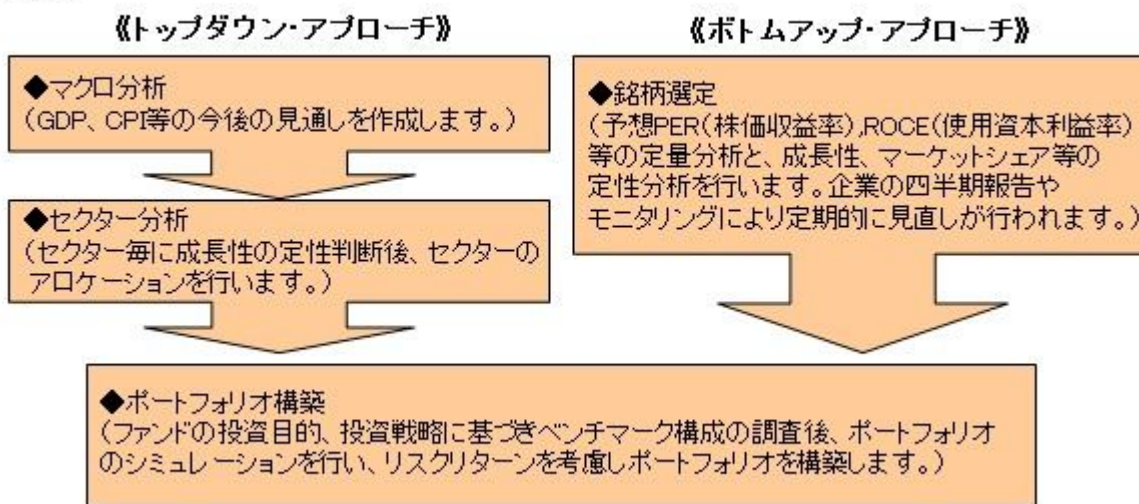 《トップダウン・アプローチ》
◆マクロ分析
(GDP、CPI等の今後の見通しを作成します。)
◆セクター分析
(セクター毎に成長性の定性判断後、セクターの
アロケーションを行います。)
《ボトムアップ・アプローチ》
◆銘柄選定
(予想PER(株価収益率),ROCE(使用資本利益率)
等の定量分析と、成長性、マーケットシェア等の
定性分析を行います。企業の四半期報告や
モニタリングにより定期的に見直しが行われます。)
◆ポートフォリオ構築
(ファンドの投資目的、投資戦略に基づきベンチマーク構成の調査後、ポートフォリオ
のシミュレーションを行い、リスクリターンを考慮しポートフォリオを構築します。)